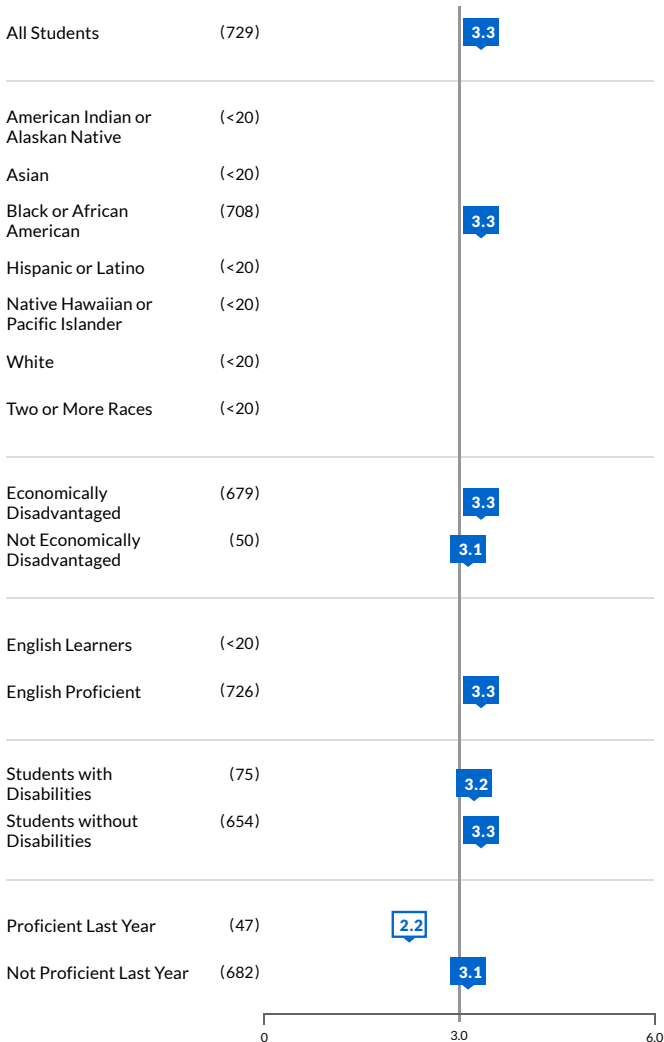 All Students (729) 3.3
American Indian or (<20)
Alaskan Native
Asian (<20)
Black or African (708) 3.3
American
Hispanic or Latino (<20)
Native Hawaiian or (<20)
Pacific Islander
White (<20)
Two or More Races (<20)
Economically (679) 3.3
Disadvantaged
Not Economically (50) 3.1
Disadvantaged
English Learners (<20)
English Proficient (726) 3.3
Students with (75) 3.2
Disabilities
Students without (654) 3.3
Disabilities
Proficient Last Year (47) 2.2
Not Proficient Last Year (682) 3.1
0 3.0 6.0